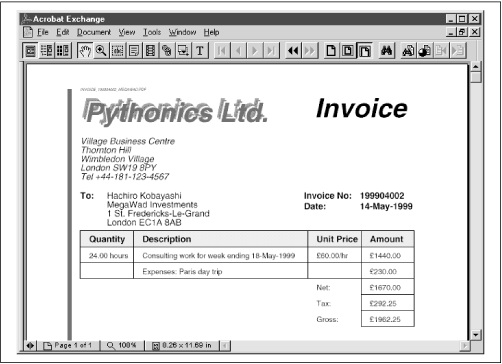 Acrobat Exchange
File Edit Document View Tools Window Help
T
INVOICE 199904002, MEGAWAD.PDF
Pythonics Ltd.
Invoice
Village Business Centre
Thornton Hill
Wimbledon Village
London SW19 8PY
Tel +44-181-123-4567
To: Hachiro Kobayashi
MegaWad Investments
1 St. Fredericks-Le-Grand
London EC1A 8AB
Invoice No: 199904002
Date: 14-May-1999
Quantity Description Unit Price Amount
24.00 hours Consulting work for week ending 18-May-1999 £60.00/hr £1440.00
Expenses: Paris day trip £230.00
Net: £1670.00
Tax: £292.25
Gross: £1962.25
Page 1 of 1 100% 8.26 x 11.69 in